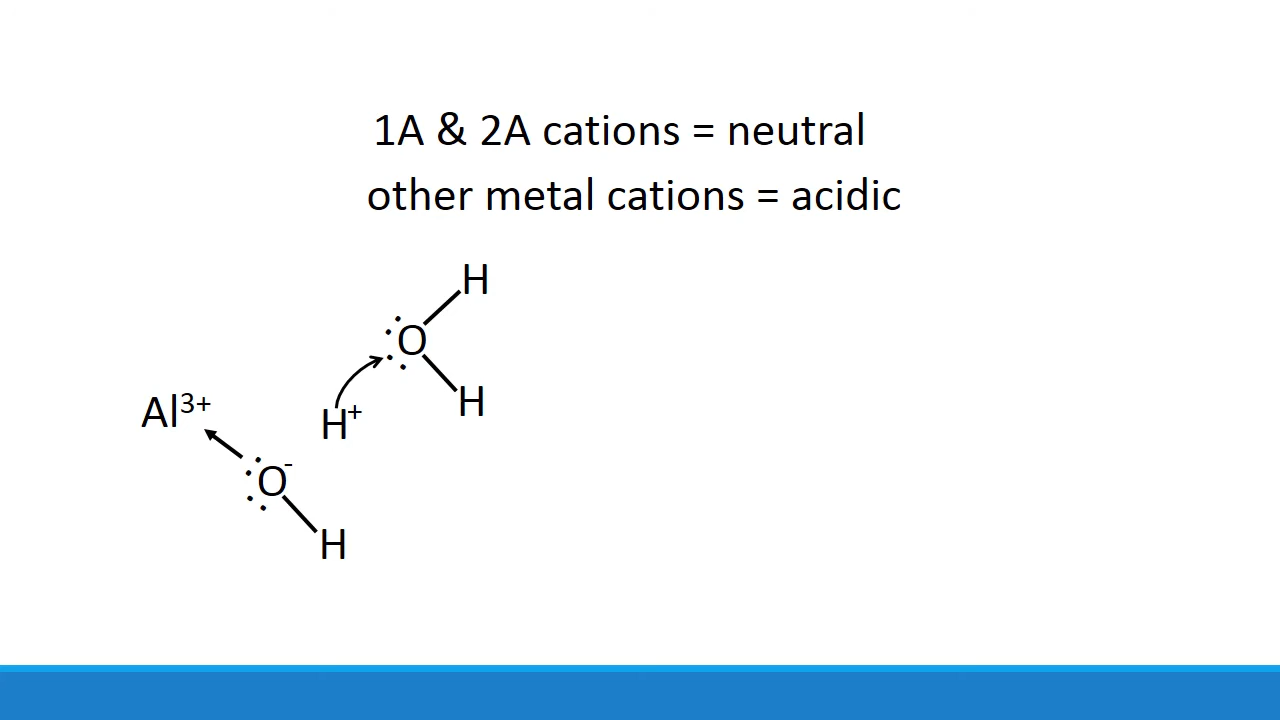 1A & 2A cations = neutral
other metal cations = acidic
H
O
H
Al³⁺
H⁺
O⁻
H